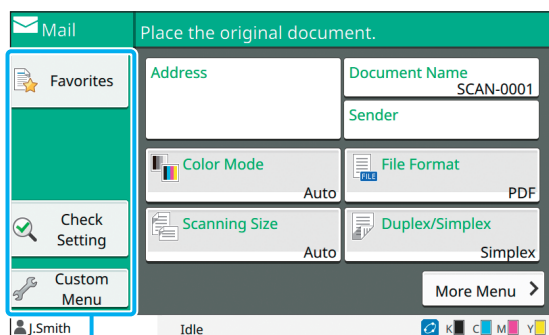 Mail
Place the original document.
Favorites
Check
Setting
Custom
Menu
Address
Document Name
SCAN-0001
Sender
Color Mode
Auto
File Format
FILE
PDF
Scanning Size
Auto
Duplex/Simplex
Simplex
More Menu
J.Smith
Idle
K C M Y